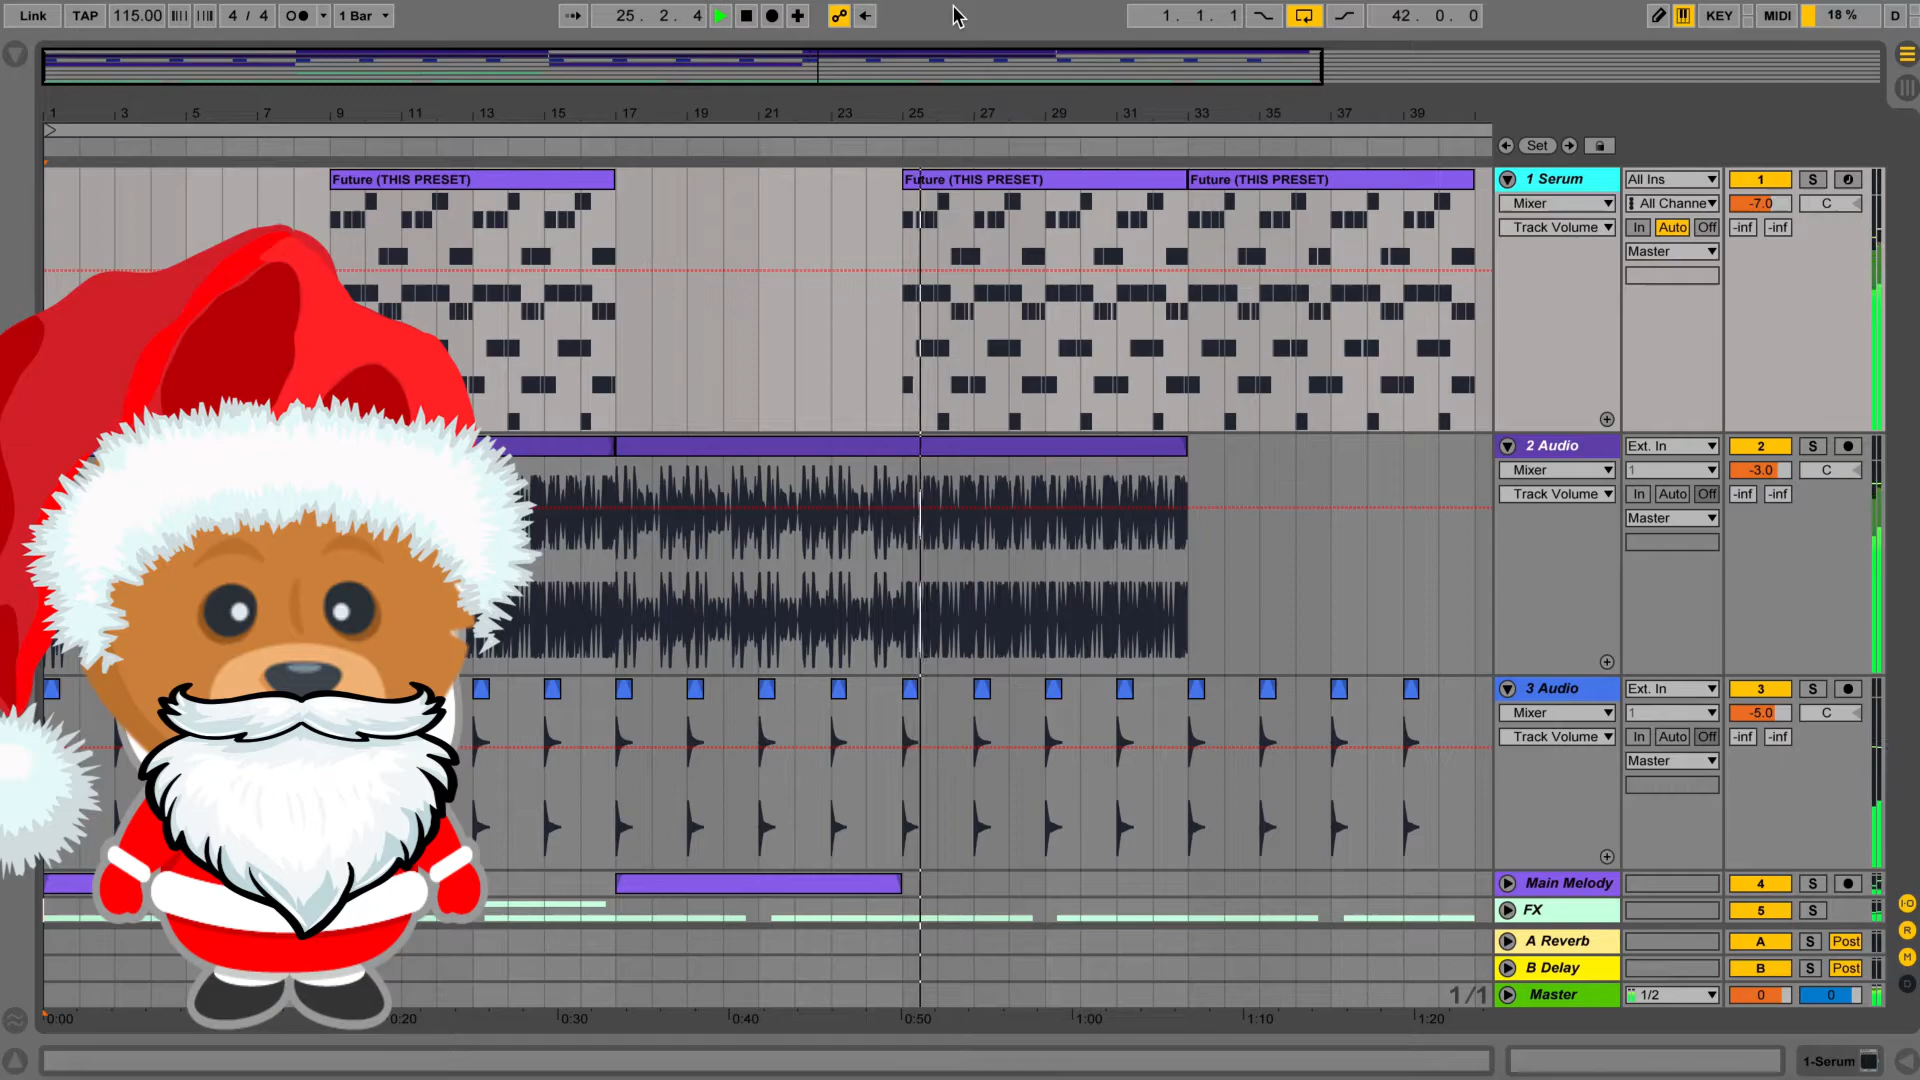 Link TAP 115.00 4 / 4 1 Bar 25. 2. 4 1. 1. 1 42. 0. 0 KEY MIDI 18 % D
1 3 5 7 9 11 13 15 17 19 21 23 25 27 29 31 33 35 37 39
Set
Future (THIS PRESET) Future (THIS PRESET) Future (THIS PRESET) 1 Serum All Ins 1 S
Mixer All Channe -7.0 C
Track Volume In Auto Off -inf -inf
Master
2 Audio Ext. In 2 S
Mixer 1 -3.0 C
Track Volume In Auto Off -inf -inf
Master
3 Audio Ext. In 3 S
Mixer 1 -5.0 C
Track Volume In Auto Off -inf -inf
Master
Main Melody 4 S
FX 5 S
I·O
R
A Reverb A S Post
M
B Delay B S Post
D
1/1 Master 1/2 0 0
0:00 0:20 0:30 0:40 0:50 1:00 1:10 1:20
1-Serum